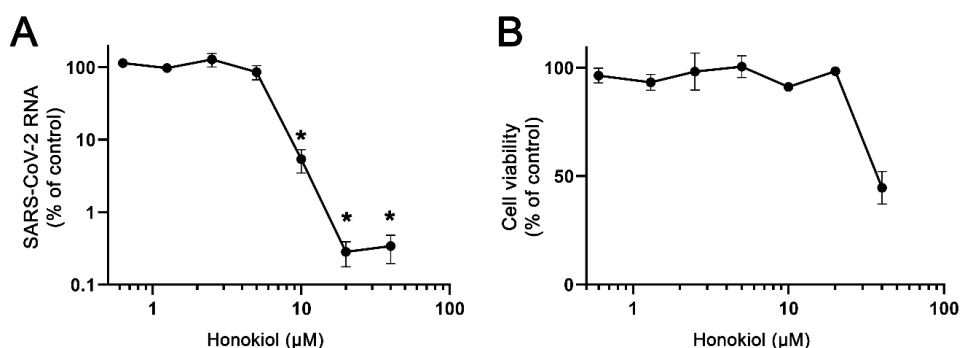 A
SARS-CoV-2 RNA
(% of control)
100
10
1
0.1
*
*
*
1
10
100
Honokiol (µM)
B
Cell viability
(% of control)
100
50
0
1
10
100
Honokiol (µM)